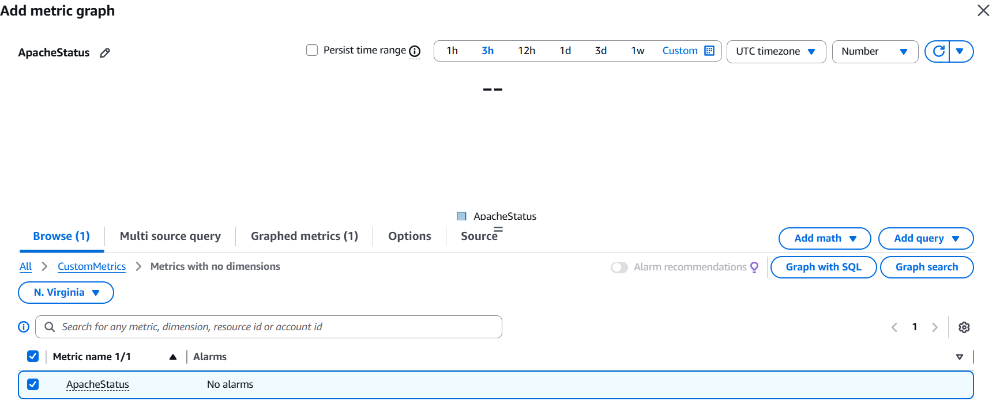 Add metric graph
ApacheStatus
Persist time range
1h 3h 12h 1d 3d 1w Custom
UTC timezone
Number
--
ApacheStatus
Browse (1) Multi source query Graphed metrics (1) Options Source
Add math Add query
All > CustomMetrics > Metrics with no dimensions
Alarm recommendations
Graph with SQL Graph search
N. Virginia
Search for any metric, dimension, resource id or account id
1
Metric name 1/1 Alarms
ApacheStatus No alarms